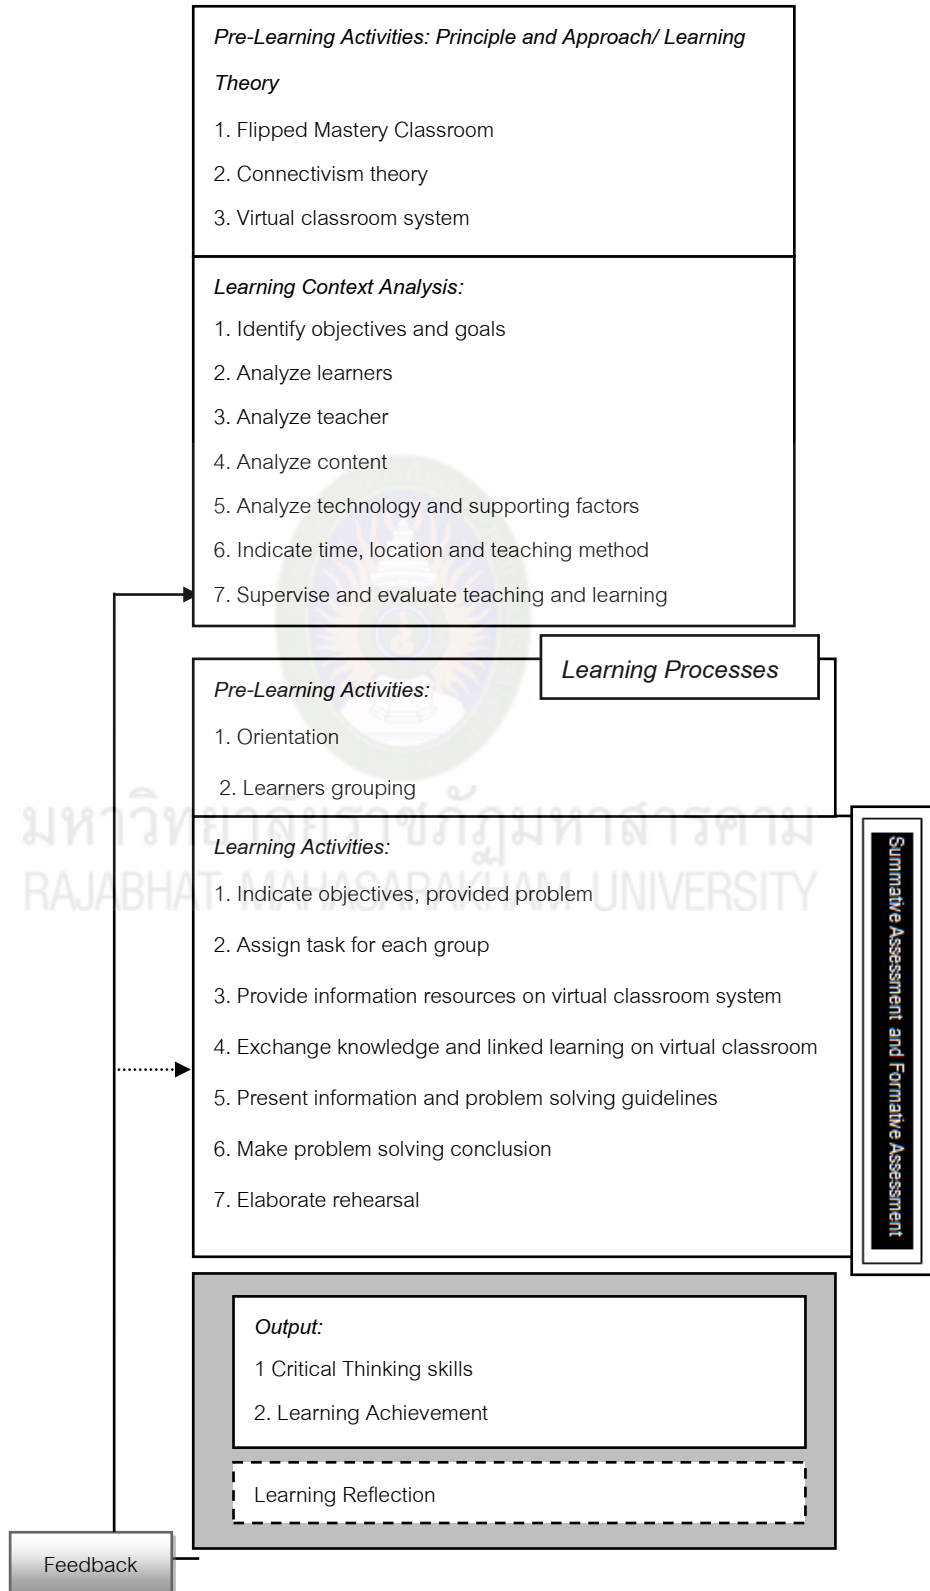 Pre-Learning Activities: Principle and Approach/ Learning
Theory
1. Flipped Mastery Classroom
2. Connectivism theory
3. Virtual classroom system
Learning Context Analysis:
1. Identify objectives and goals
2. Analyze learners
3. Analyze teacher
4. Analyze content
5. Analyze technology and supporting factors
6. Indicate time, location and teaching method
7. Supervise and evaluate teaching and learning
Learning Processes
Pre-Learning Activities:
1. Orientation
2. Learners grouping
มหาวิทยาลัยราชภัฏมหาสารคาม
RAJABHAT MAHASARAKHAM UNIVERSITY
Learning Activities:
1. Indicate objectives, provided problem
2. Assign task for each group
3. Provide information resources on virtual classroom system
4. Exchange knowledge and linked learning on virtual classroom
5. Present information and problem solving guidelines
6. Make problem solving conclusion
7. Elaborate rehearsal
Summative Assessment and Formative Assessment
Output:
1 Critical Thinking skills
2. Learning Achievement
Learning Reflection
Feedback